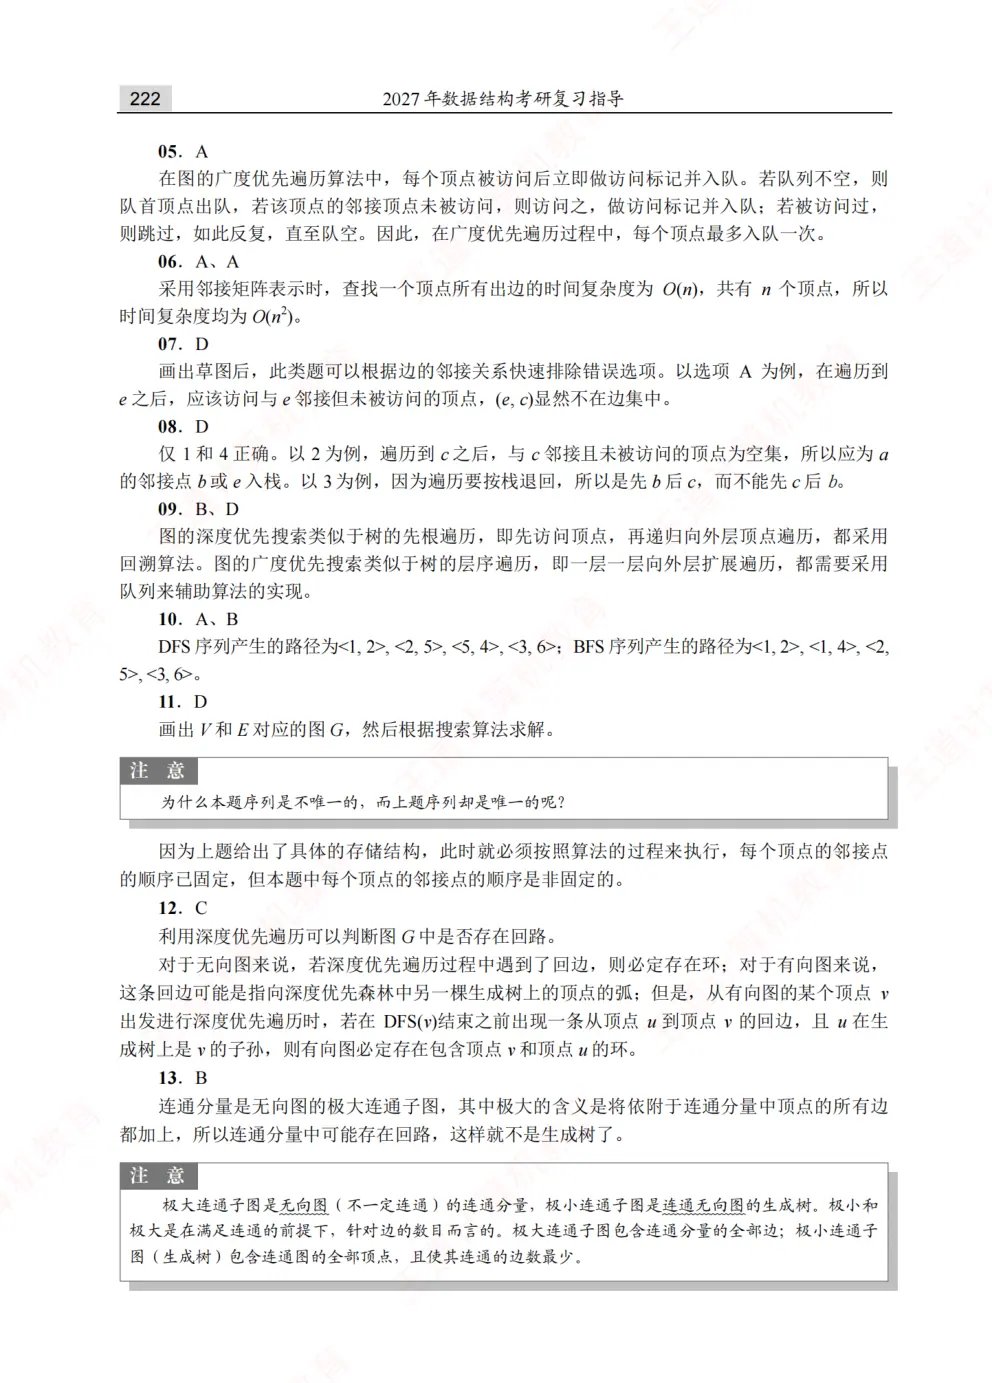 222
2027年数据结构考研复习指导
05. A
在图的广度优先遍历算法中，每个顶点被访问后立即做访问标记并入队。若队列不空，则
队首顶点出队，若该顶点的邻接顶点未被访问，则访问之，做访问标记并入队；若被访问过，
则跳过，如此反复，直至队空。因此，在广度优先遍历过程中，每个顶点最多入队一次。
06. A、A
采用邻接矩阵表示时，查找一个顶点所有出边的时间复杂度为 O(n)，共有 n 个顶点，所以
时间复杂度均为 O(n²)。
07. D
画出草图后，此类题可以根据边的邻接关系快速排除错误选项。以选项 A 为例，在遍历到
e 之后，应该访问与 e 邻接但未被访问的顶点，(e, c)显然不在边集中。
08. D
仅 1 和 4 正确。以 2 为例，遍历到 c 之后，与 c 邻接且未被访问的顶点为空集，所以应为 a
的邻接点 b 或 e 入栈。以 3 为例，因为遍历要按栈退回，所以是先 b 后 c，而不能先 c 后 b。
09. B、D
图的深度优先搜索类似于树的先根遍历，即先访问顶点，再递归向外层顶点遍历，都采用
回溯算法。图的广度优先搜索类似于树的层序遍历，即一层一层向外层扩展遍历，都需要采用
队列来辅助算法的实现。
10. A、B
DFS 序列产生的路径为<1, 2>, <2, 5>, <5, 4>, <3, 6>；BFS 序列产生的路径为<1, 2>, <1, 4>, <2,
5>, <3, 6>。
11. D
画出 V 和 E 对应的图 G，然后根据搜索算法求解。
注 意
为什么本题序列是不唯一的，而上题序列却是唯一的呢？
因为上题给出了具体的存储结构，此时就必须按照算法的过程来执行，每个顶点的邻接点
的顺序已固定，但本题中每个顶点的邻接点的顺序是非固定的。
12. C
利用深度优先遍历可以判断图 G 中是否存在回路。
对于无向图来说，若深度优先遍历过程中遇到了回边，则必定存在环；对于有向图来说，
这条回边可能是指向深度优先森林中另一棵生成树上的顶点的弧；但是，从有向图的某个顶点 v
出发进行深度优先遍历时，若在 DFS(v)结束之前出现一条从顶点 u 到顶点 v 的回边，且 u 在生
成树上是 v 的子孙，则有向图必定存在包含顶点 v 和顶点 u 的环。
13. B
连通分量是无向图的极大连通子图，其中极大的含义是将依附于连通分量中顶点的所有边
都加上，所以连通分量中可能存在回路，这样就不是生成树了。
注 意
极大连通子图是无向图（不一定连通）的连通分量，极小连通子图是连通无向图的生成树。极小和
极大是在满足连通的前提下，针对边的数目而言的。极大连通子图包含连通分量的全部边；极小连通子
图（生成树）包含连通图的全部顶点，且使其连通的边数最少。